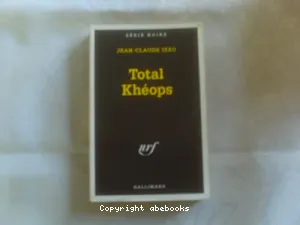 SÉRIE NOIRE
JEAN-CLAUDE IZZO
Total
Khéops
nrf
GALLIMARD
Copyright abebooks